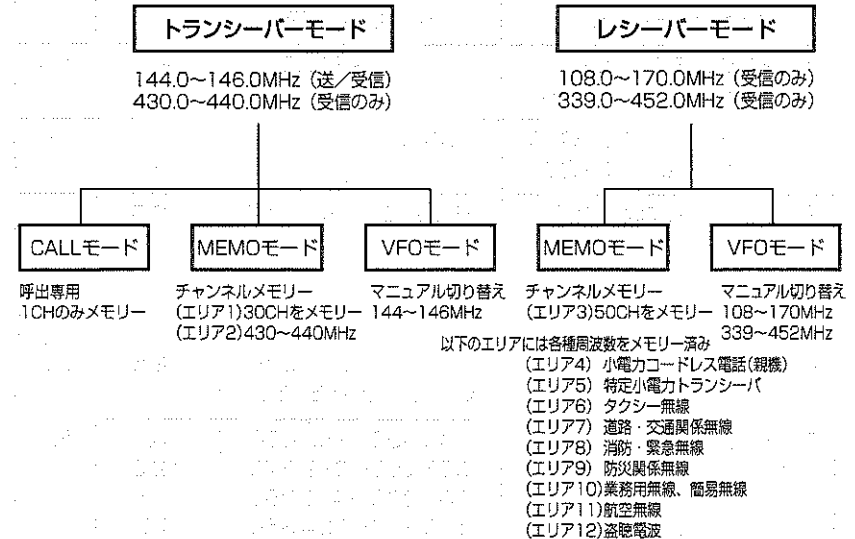 トランシーバーモード
144.0～146.0MHz（送／受信）
430.0～440.0MHz（受信のみ）
CALLモード
呼出専用
1CHのみメモリー
MEMOモード
チャンネルメモリー
(エリア1)30CHをメモリー
(エリア2)430～440MHz
VFOモード
マニュアル切り替え
144～146MHz
レシーバーモード
108.0～170.0MHz（受信のみ）
339.0～452.0MHz（受信のみ）
MEMOモード
チャンネルメモリー
(エリア3)50CHをメモリー
VFOモード
マニュアル切り替え
108～170MHz
339～452MHz
以下のエリアには各種周波数をメモリー済み
(エリア4) 小電力コードレス電話(親機)
(エリア5) 特定小電力トランシーバ
(エリア6) タクシー無線
(エリア7) 道路・交通関係無線
(エリア8) 消防・緊急無線
(エリア9) 防災関係無線
(エリア10)業務用無線、簡易無線
(エリア11)航空無線
(エリア12)盗聴電波